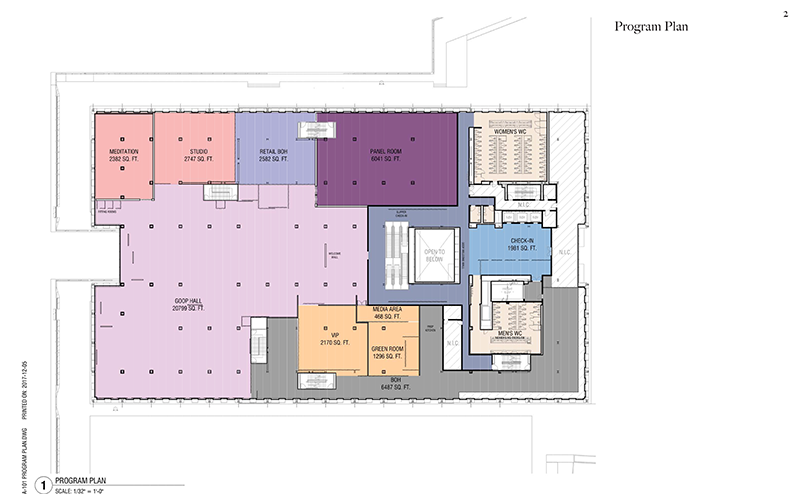 2
Program Plan
MEDITATION
2382 SQ. FT.
STUDIO
2747 SQ. FT.
RETAIL BOH
2582 SQ. FT.
PANEL ROOM
6041 SQ. FT.
WOMEN'S WC
N.I.C
CHECK-IN
1981 SQ. FT.
N.I.C
OPEN TO
BELOW
GOOP HALL
20799 SQ. FT.
MEDIA AREA
468 SQ. FT.
VIP
2170 SQ. FT.
GREEN ROOM
1296 SQ. FT.
N.I.C
MEN'S WC
BOH
6487 SQ. FT.
A-101 PROGRAM PLAN.DWG PRINTED ON 2017-12-05
1
PROGRAM PLAN
SCALE: 1/32" = 1'-0"